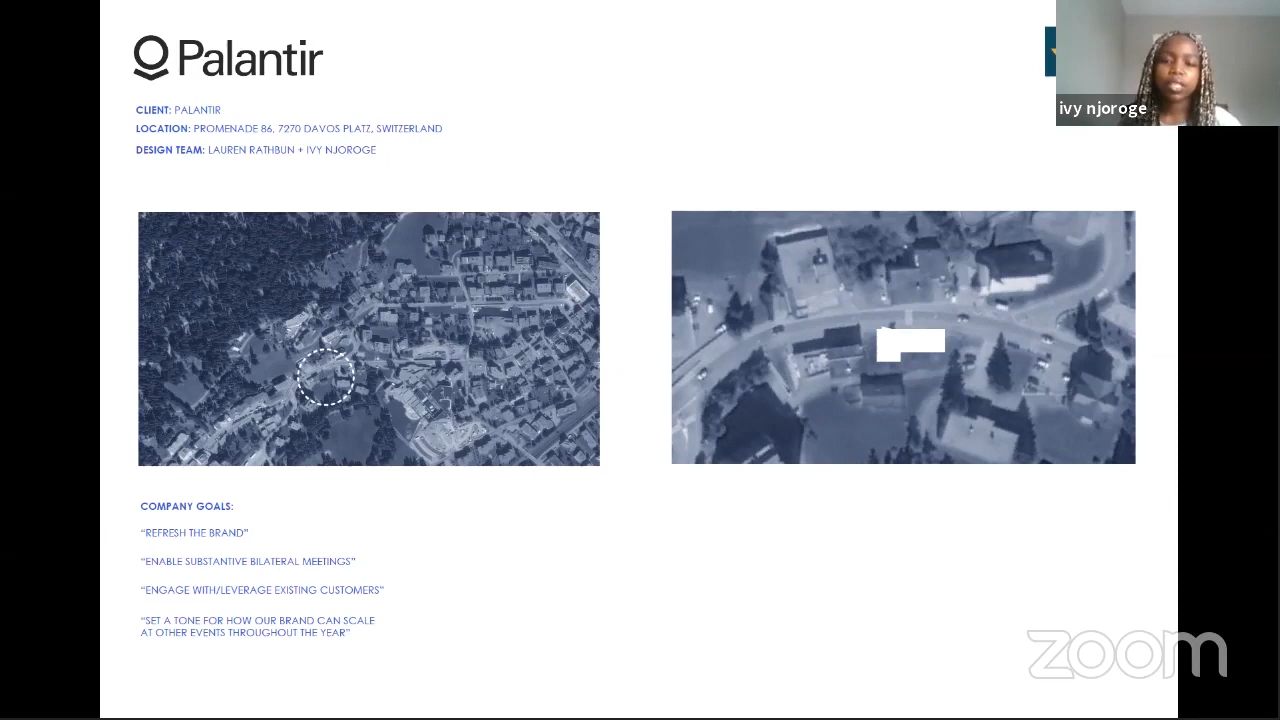 Palantir
CLIENT: PALANTIR
LOCATION: PROMENADE 86, 7270 DAVOS PLATZ, SWITZERLAND
DESIGN TEAM: LAUREN RATHBUN + IVY NJOROGE
ivy njoroge
COMPANY GOALS:
“REFRESH THE BRAND”
“ENABLE SUBSTANTIVE BILATERAL MEETINGS”
“ENGAGE WITH/LEVERAGE EXISTING CUSTOMERS”
“SET A TONE FOR HOW OUR BRAND CAN SCALE
AT OTHER EVENTS THROUGHOUT THE YEAR”
zoom